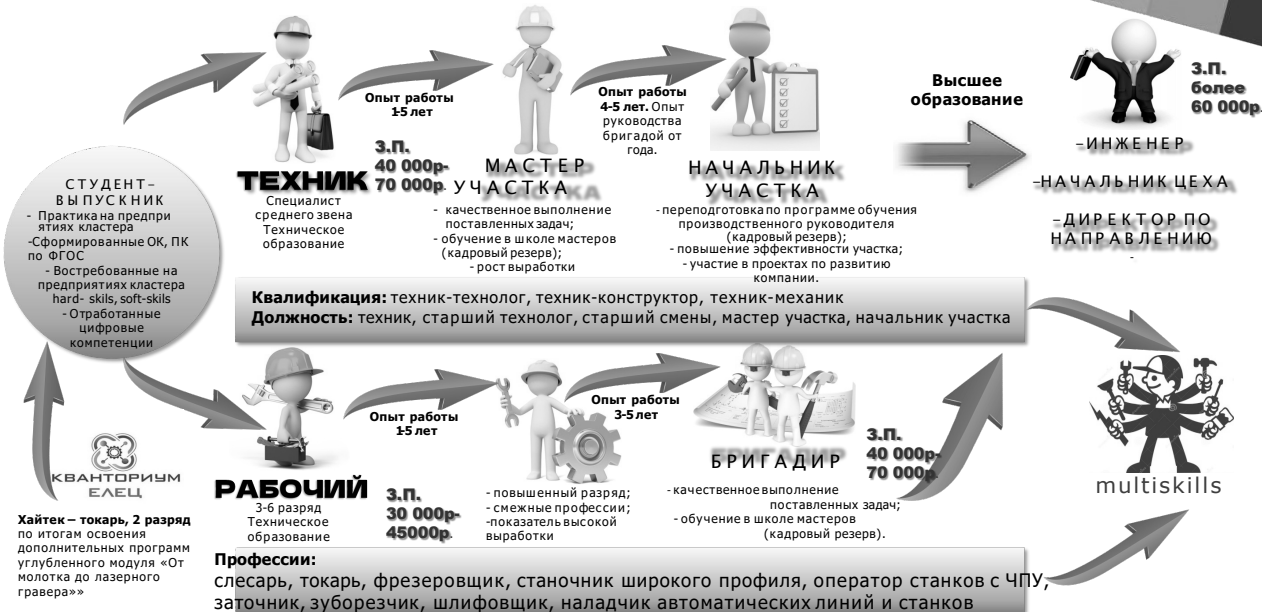 СТУДЕНТ–
ВЫПУСКНИК
- Практика на предпри
ятиях кластера
-Сформированные ОК, ПК
по ФГОС
- Востребованные на
предприятиях кластера
hard- skils, soft-skils
- Отработанные
цифровые
компетенции
ТЕХНИК
Специалист
среднего звена
Техническое
образование
Опыт работы
1-5 лет
З.П.
40 000р-
70 000р.
МАСТЕР
УЧАСТКА
- качественное выполнение
поставленных задач;
- обучение в школе мастеров
(кадровый резерв);
- рост выработки
Опыт работы
4-5 лет. Опыт
руководства
бригадой от
года.
НАЧАЛЬНИК
УЧАСТКА
- переподготовка по программе обучения
производственного руководителя
(кадровый резерв);
- повышение эффективности участка;
- участие в проектах по развитию
компании.
Высшее
образование
З.П.
более
60 000р.
–ИНЖЕНЕР
–НАЧАЛЬНИК ЦЕХА
–ДИРЕКТОР ПО
НАПРАВЛЕНИЮ
-
Квалификация: техник-технолог, техник-конструктор, техник-механик
Должность: техник, старший технолог, старший смены, мастер участка, начальник участка
КВАНТОРИУМ
ЕЛЕЦ
Хайтек – токарь, 2 разряд
по итогам освоения
дополнительных программ
углубленного модуля «От
молотка до лазерного
гравера»»
РАБОЧИЙ
3-6 разряд
Техническое
образование
Опыт работы
1-5 лет
З.П.
30 000р-
45000р.
- повышенный разряд;
- смежные профессии;
-показатель высокой
выработки
Опыт работы
3-5 лет
БРИГАДИР
- качественное выполнение
поставленных задач;
- обучение в школе мастеров
(кадровый резерв).
З.П.
40 000р-
70 000р.
multiskills
Профессии:
слесарь, токарь, фрезеровщик, станочник широкого профиля, оператор станков с ЧПУ,
заточник, зуборезчик, шлифовщик, наладчик автоматических линий и станков